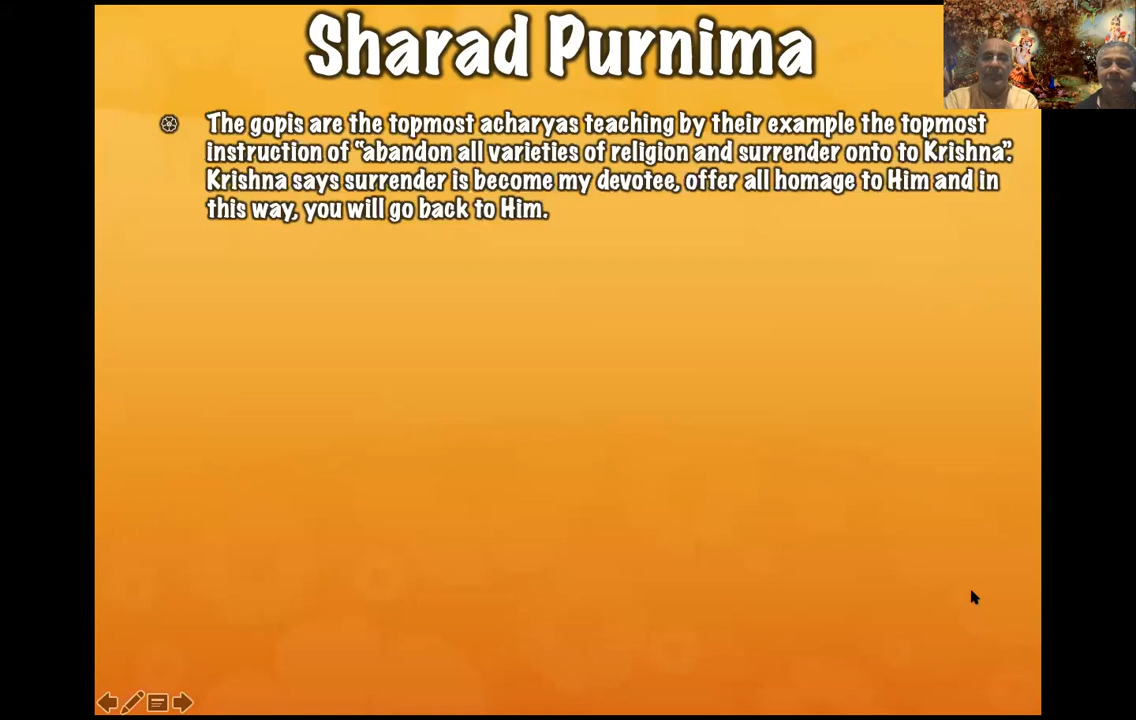 Sharad Purnima
The gopis are the topmost acharyas teaching by their example the topmost
instruction of "abandon all varieties of religion and surrender onto to Krishna".
Krishna says surrender is become my devotee, offer all homage to Him and in
this way, you will go back to Him.